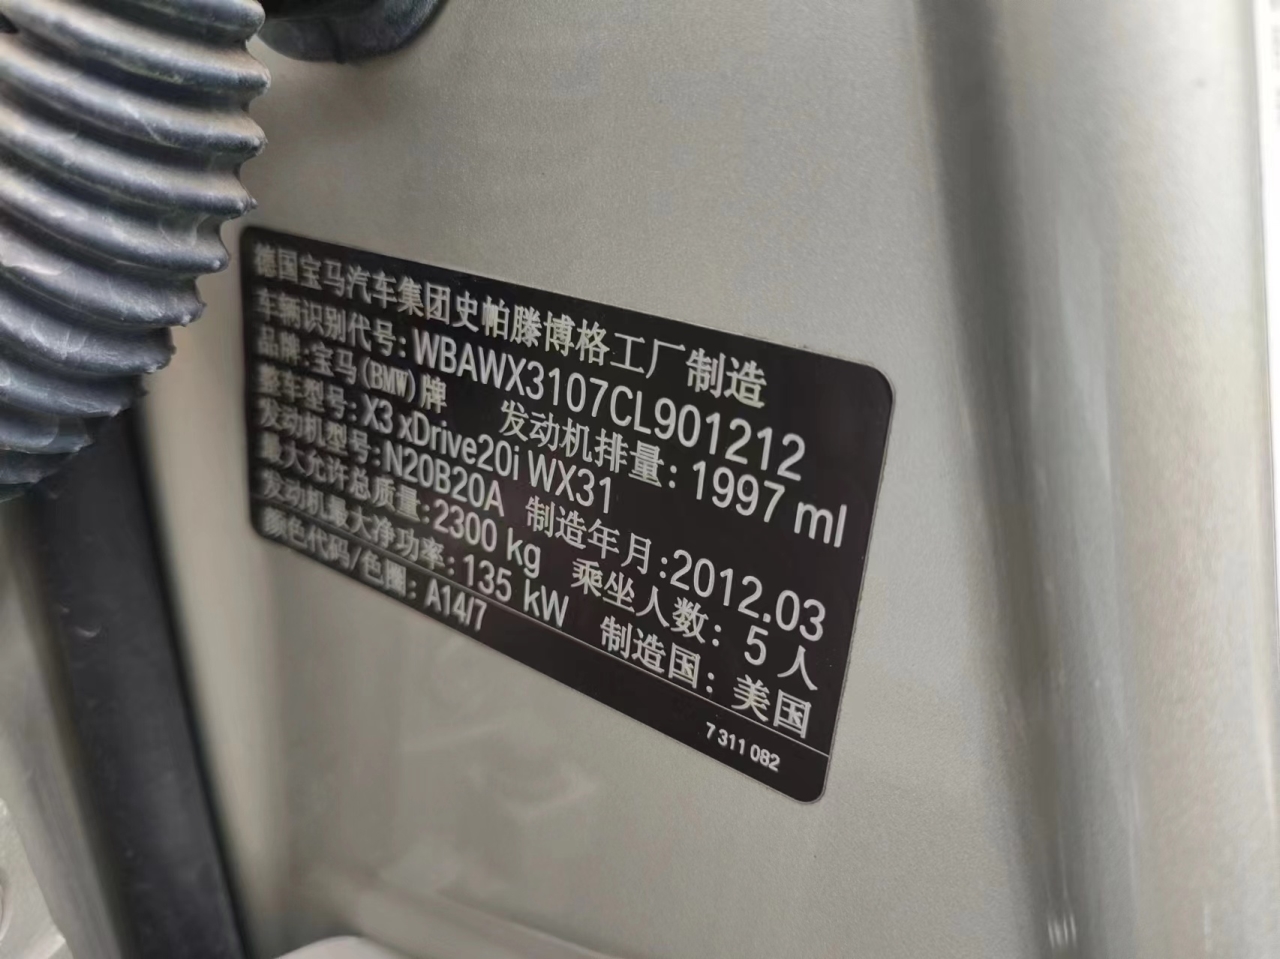 德国宝马汽车集团史帕滕博格工厂制造
车辆识别代号: WBAWX3107CL901212
品牌: 宝马(BMW)牌 发动机排量: 1997 ml
整车型号: X3 xDrive20i WX31
发动机型号: N20B20A 制造年月: 2012.03
最大允许总质量: 2300 kg 乘坐人数: 5 人
发动机最大净功率: 135 kW 制造国: 美国
颜色代码/色圈: A14/7
7 311 082